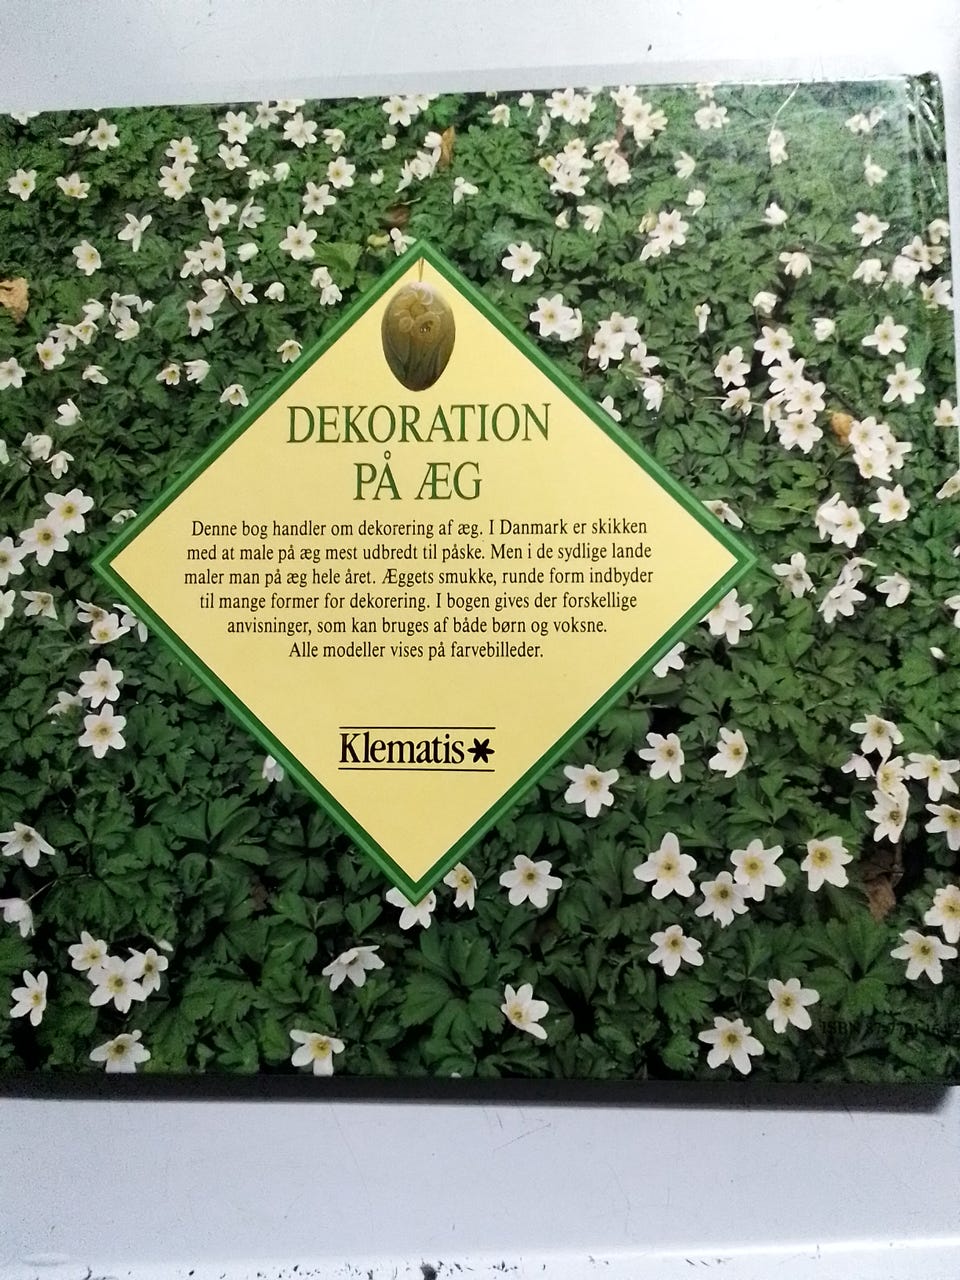 DEKORATION
PÅ ÆG
Denne bog handler om dekorering af æg. I Danmark er skikken
med at male på æg mest udbredt til påske. Men i de sydlige lande
maler man på æg hele året. Æggets smukke, runde form indbyder
til mange former for dekorering. I bogen gives der forskellige
anvisninger, som kan bruges af både børn og voksne.
Alle modeller vises på farvebilleder.
Klematis
ISBN